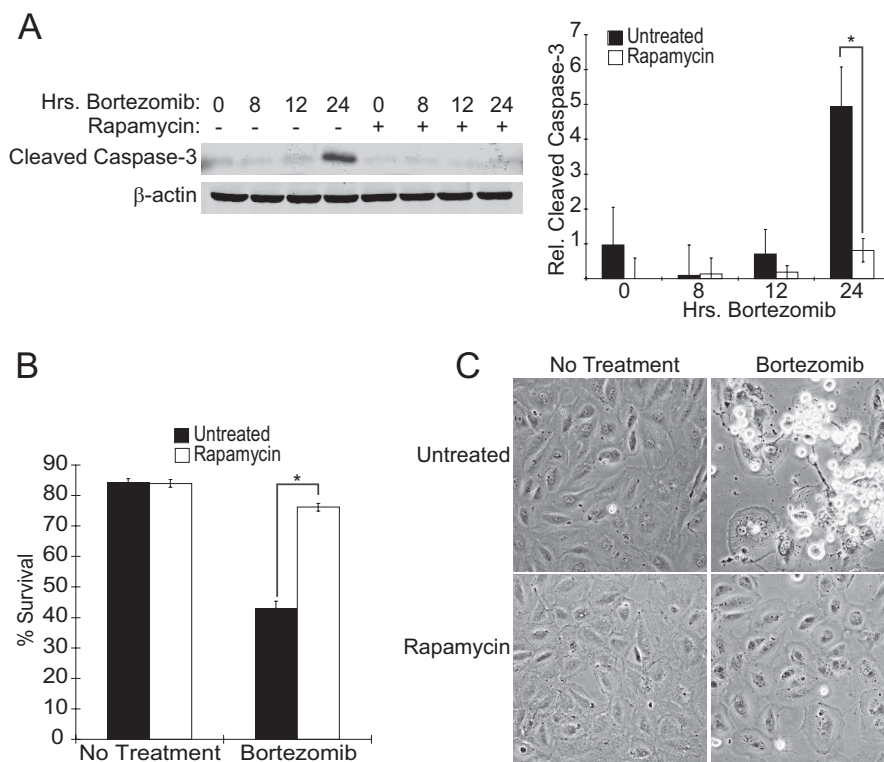 A
Hrs. Bortezomib: 0 8 12 24 0 8 12 24
Rapamycin: - - - - + + + +
Cleaved Caspase-3
β-actin
Untreated
Rapamycin
*
Rel. Cleaved Caspase-3
7
6
5
4
3
2
1
0 8 12 24
Hrs. Bortezomib
B
Untreated
Rapamycin
*
% Survival
90
80
70
60
50
40
30
20
10
0
No Treatment Bortezomib
C
No Treatment Bortezomib
Untreated
Rapamycin